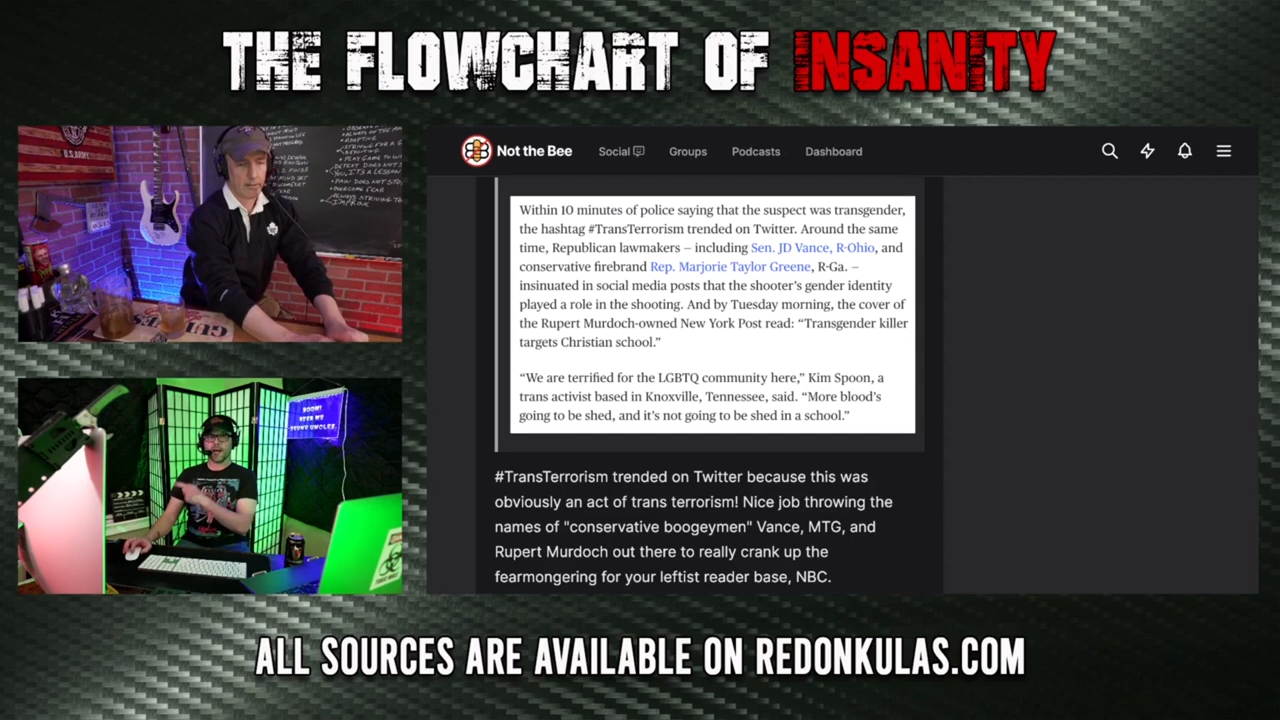 THE FLOWCHART OF INSANITY
U.S. ARMY
Not the Bee
Social
Groups
Podcasts
Dashboard
Within 10 minutes of police saying that the suspect was transgender,
the hashtag #TransTerrorism trended on Twitter. Around the same
time, Republican lawmakers — including Sen. JD Vance, R-Ohio, and
conservative firebrand Rep. Marjorie Taylor Greene, R-Ga. —
insinuated in social media posts that the shooter’s gender identity
played a role in the shooting. And by Tuesday morning, the cover of
the Rupert Murdoch-owned New York Post read: “Transgender killer
targets Christian school.”
“We are terrified for the LGBTQ community here,” Kim Spoon, a
trans activist based in Knoxville, Tennessee, said. “More blood’s
going to be shed, and it’s not going to be shed in a school.”
#TransTerrorism trended on Twitter because this was
obviously an act of trans terrorism! Nice job throwing the
names of "conservative boogeymen" Vance, MTG, and
Rupert Murdoch out there to really crank up the
fearmongering for your leftist reader base, NBC.
ALL SOURCES ARE AVAILABLE ON REDONKULAS.COM